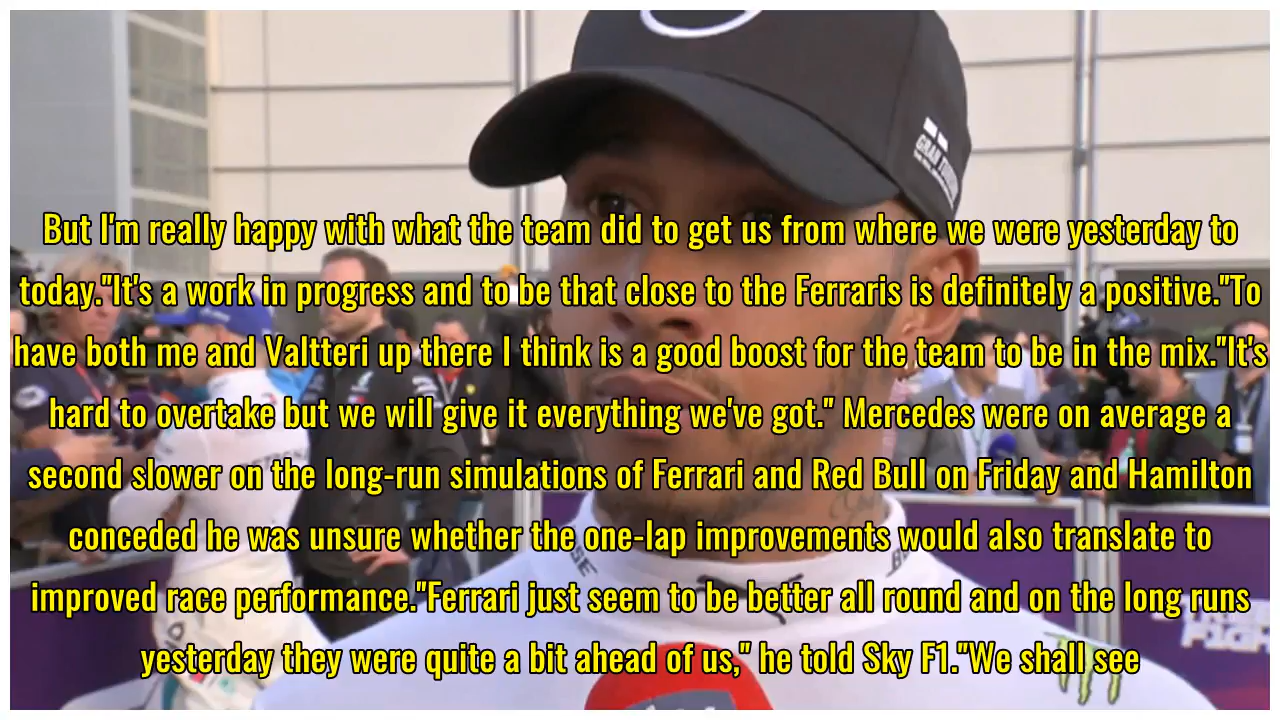 GRAN TURISMO
But I'm really happy with what the team did to get us from where we were yesterday to
today."It's a work in progress and to be that close to the Ferraris is definitely a positive."To
have both me and Valtteri up there I think is a good boost for the team to be in the mix."It's
hard to overtake but we will give it everything we've got." Mercedes were on average a
second slower on the long-run simulations of Ferrari and Red Bull on Friday and Hamilton
conceded he was unsure whether the one-lap improvements would also translate to
improved race performance."Ferrari just seem to be better all round and on the long runs
yesterday they were quite a bit ahead of us," he told Sky F1."We shall see